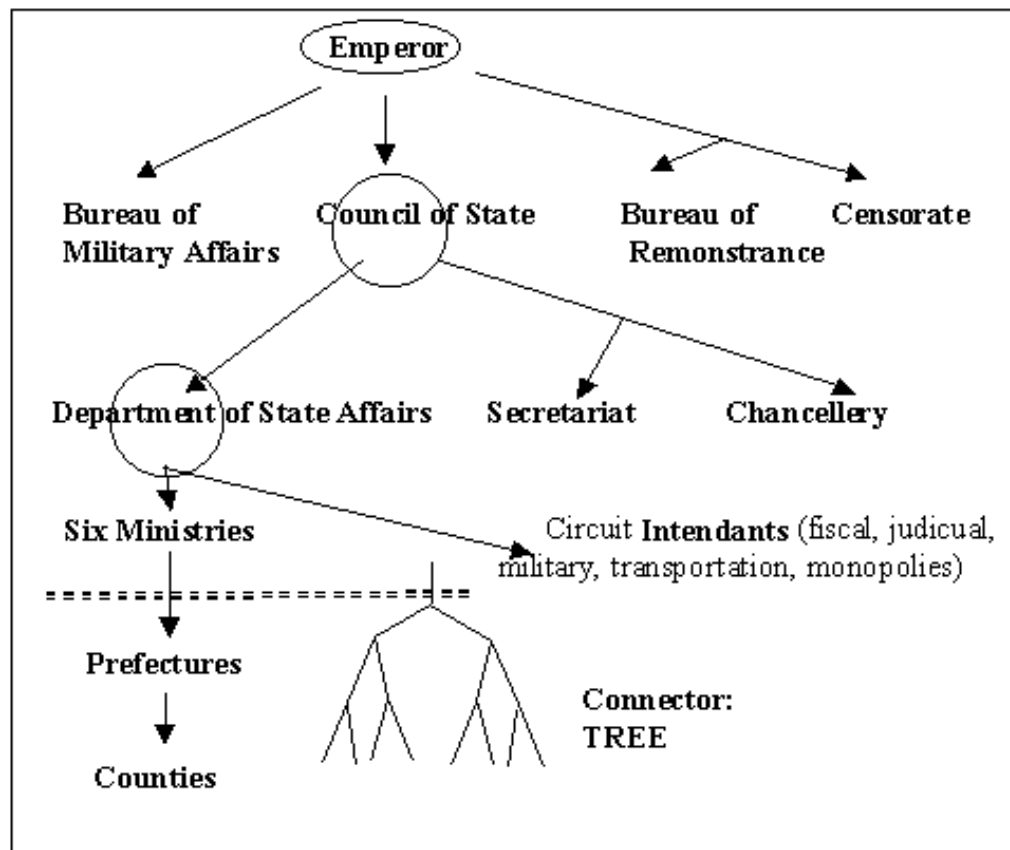 Emperor
Bureau of
Military Affairs
Council of State
Bureau of
Remonstrance
Censorate
Department of State Affairs
Secretariat
Chancellery
Six Ministries
Circuit Intendants (fiscal, judicual,
military, transportation, monopolies)
Prefectures
Connector:
TREE
Counties